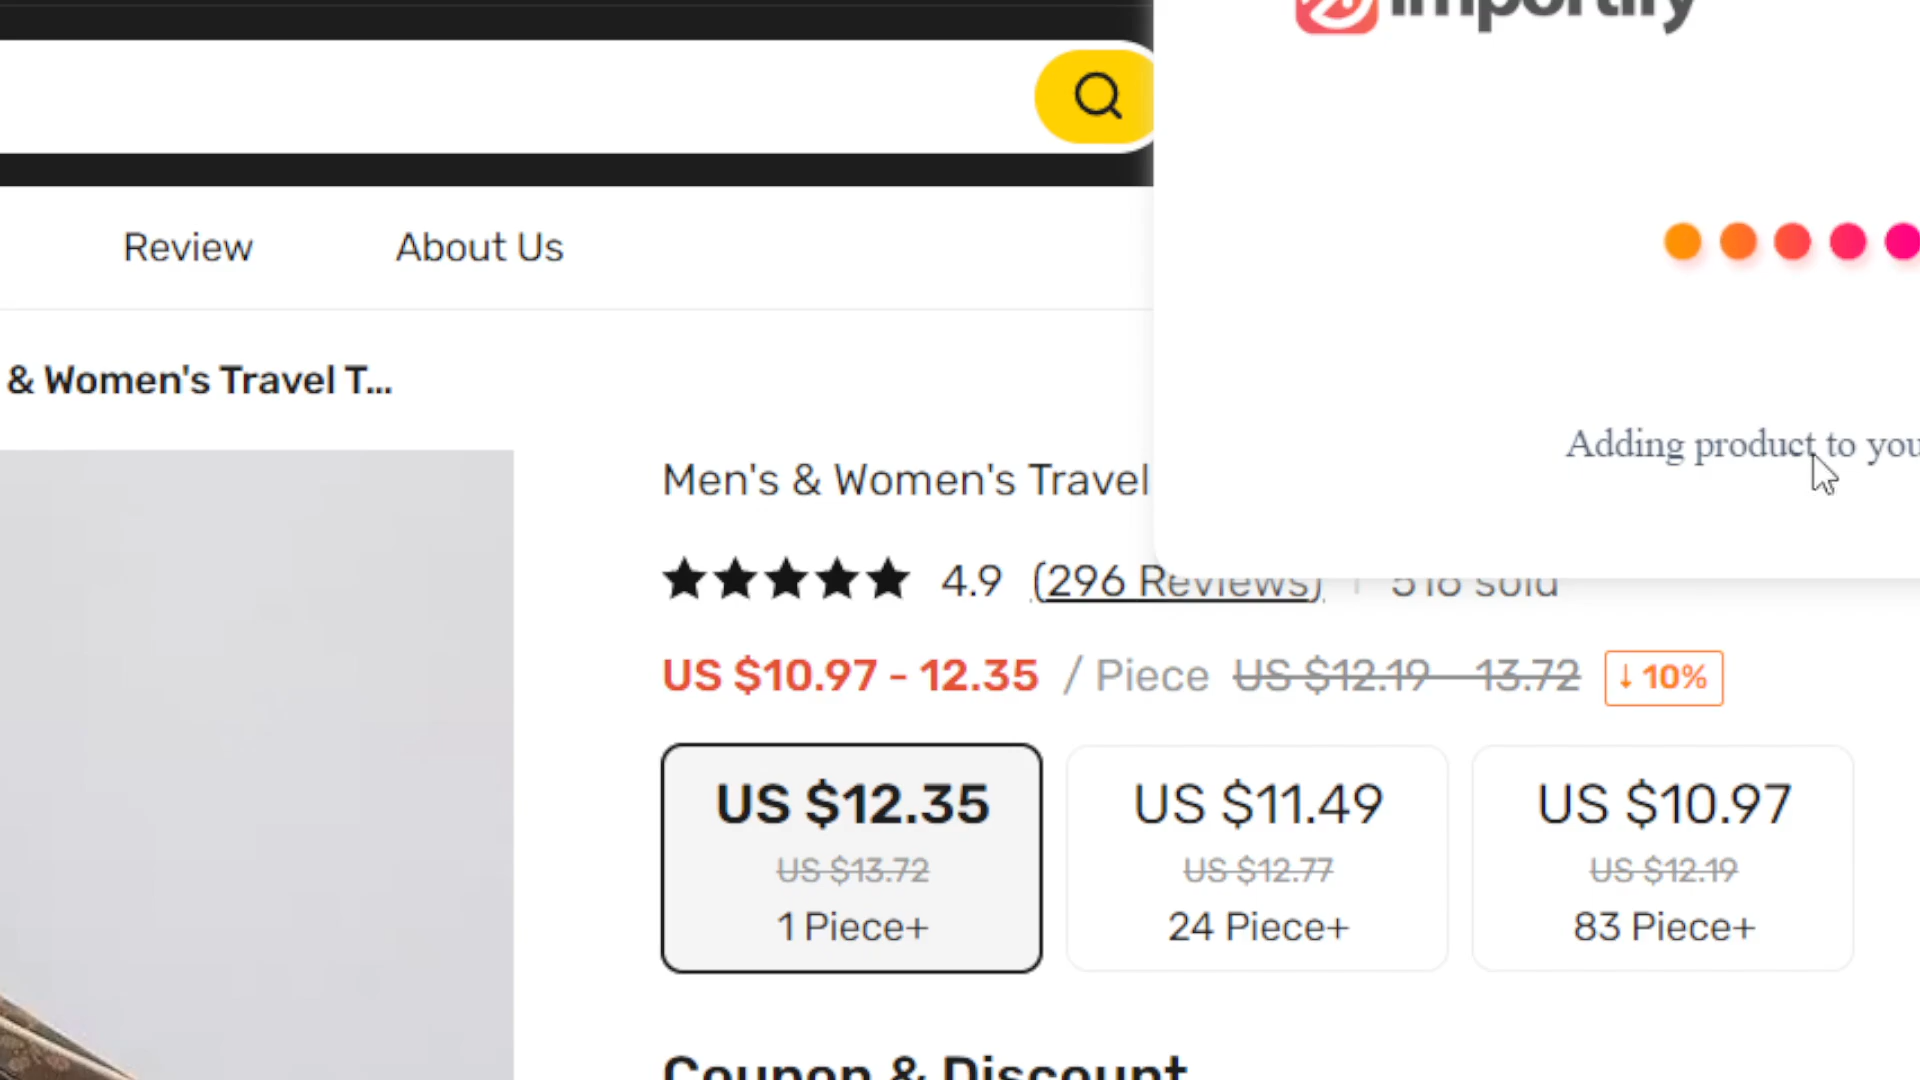 importify
Review
About Us
& Women's Travel T...
Adding product to you
Men's & Women's Travel
4.9 (296 Reviews) 516 sold
US $10.97 - 12.35 / Piece US $12.19 - 13.72 ↓ 10%
US $12.35
US $13.72
1 Piece+
US $11.49
US $12.77
24 Piece+
US $10.97
US $12.19
83 Piece+
Coupon & Discount